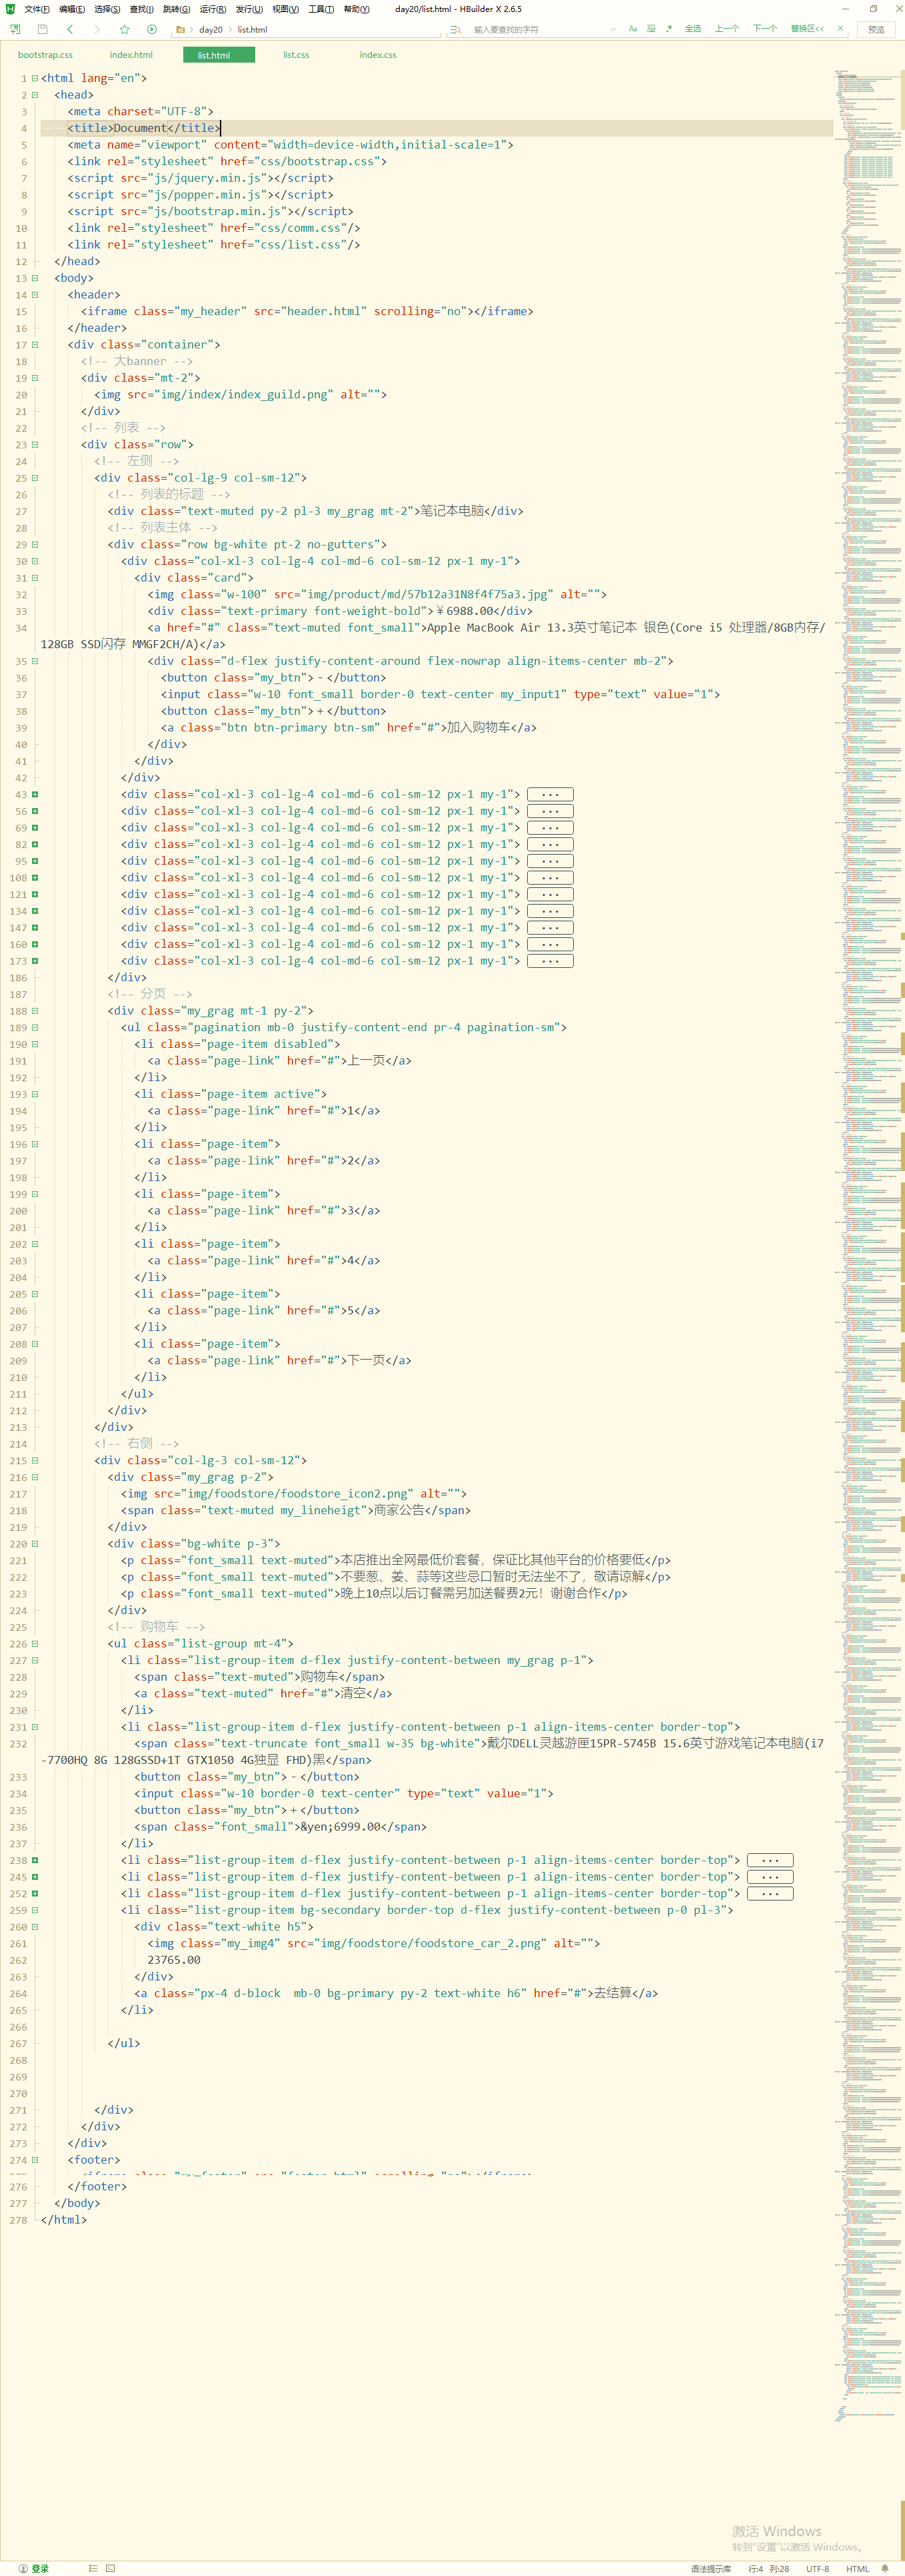 文件(F) 编辑(E) 选择(S) 查找(I) 跳转(G) 运行(R) 发行(U) 视图(V) 工具(T) 帮助(Y) day20/list.html - HBuilder X 2.6.5
day20 list.html 输入要查找的字符 Aa 全选 上一个 下一个 替换区<< 预览
bootstrap.css index.html list.html list.css index.css
1 <html lang="en">
2 <head>
3 <meta charset="UTF-8">
4 <title>Document</title>
5 <meta name="viewport" content="width=device-width,initial-scale=1">
6 <link rel="stylesheet" href="css/bootstrap.css">
7 <script src="js/jquery.min.js"></script>
8 <script src="js/popper.min.js"></script>
9 <script src="js/bootstrap.min.js"></script>
10 <link rel="stylesheet" href="css/comm.css"/>
11 <link rel="stylesheet" href="css/list.css"/>
12 </head>
13 <body>
14 <header>
15 <iframe class="my_header" src="header.html" scrolling="no"></iframe>
16 </header>
17 <div class="container">
18 <!-- 大banner -->
19 <div class="mt-2">
20 <img src="img/index/index_guild.png" alt="">
21 </div>
22 <!-- 列表 -->
23 <div class="row">
24 <!-- 左侧 -->
25 <div class="col-lg-9 col-sm-12">
26 <!-- 列表的标题 -->
27 <div class="text-muted py-2 pl-3 my_grag mt-2">笔记本电脑</div>
28 <!-- 列表主体 -->
29 <div class="row bg-white pt-2 no-gutters">
30 <div class="col-xl-3 col-lg-4 col-md-6 col-sm-12 px-1 my-1">
31 <div class="card">
32 <img class="w-100" src="img/product/md/57b12a31N8f4f75a3.jpg" alt="">
33 <div class="text-primary font-weight-bold">￥6988.00</div>
34 <a href="#" class="text-muted font_small">Apple MacBook Air 13.3英寸笔记本 银色(Core i5 处理器/8GB内存/
128GB SSD闪存 MMGF2CH/A)</a>
35 <div class="d-flex justify-content-around flex-nowrap align-items-center mb-2">
36 <button class="my_btn">-</button>
37 <input class="w-10 font_small border-0 text-center my_input1" type="text" value="1">
38 <button class="my_btn">+</button>
39 <a class="btn btn-primary btn-sm" href="#">加入购物车</a>
40 </div>
41 </div>
42 </div>
43 <div class="col-xl-3 col-lg-4 col-md-6 col-sm-12 px-1 my-1"> ...
56 <div class="col-xl-3 col-lg-4 col-md-6 col-sm-12 px-1 my-1"> ...
69 <div class="col-xl-3 col-lg-4 col-md-6 col-sm-12 px-1 my-1"> ...
82 <div class="col-xl-3 col-lg-4 col-md-6 col-sm-12 px-1 my-1"> ...
95 <div class="col-xl-3 col-lg-4 col-md-6 col-sm-12 px-1 my-1"> ...
108 <div class="col-xl-3 col-lg-4 col-md-6 col-sm-12 px-1 my-1"> ...
121 <div class="col-xl-3 col-lg-4 col-md-6 col-sm-12 px-1 my-1"> ...
134 <div class="col-xl-3 col-lg-4 col-md-6 col-sm-12 px-1 my-1"> ...
147 <div class="col-xl-3 col-lg-4 col-md-6 col-sm-12 px-1 my-1"> ...
160 <div class="col-xl-3 col-lg-4 col-md-6 col-sm-12 px-1 my-1"> ...
173 <div class="col-xl-3 col-lg-4 col-md-6 col-sm-12 px-1 my-1"> ...
186 </div>
187 <!-- 分页 -->
188 <div class="my_grag mt-1 py-2">
189 <ul class="pagination mb-0 justify-content-end pr-4 pagination-sm">
190 <li class="page-item disabled">
191 <a class="page-link" href="#">上一页</a>
192 </li>
193 <li class="page-item active">
194 <a class="page-link" href="#">1</a>
195 </li>
196 <li class="page-item">
197 <a class="page-link" href="#">2</a>
198 </li>
199 <li class="page-item">
200 <a class="page-link" href="#">3</a>
201 </li>
202 <li class="page-item">
203 <a class="page-link" href="#">4</a>
204 </li>
205 <li class="page-item">
206 <a class="page-link" href="#">5</a>
207 </li>
208 <li class="page-item">
209 <a class="page-link" href="#">下一页</a>
210 </li>
211 </ul>
212 </div>
213 </div>
214 <!-- 右侧 -->
215 <div class="col-lg-3 col-sm-12">
216 <div class="my_grag p-2">
217 <img src="img/foodstore/foodstore_icon2.png" alt="">
218 <span class="text-muted my_lineheigt">商家公告</span>
219 </div>
220 <div class="bg-white p-3">
221 <p class="font_small text-muted">本店推出全网最低价套餐，保证比其他平台的价格要低</p>
222 <p class="font_small text-muted">不要葱、姜、蒜等这些忌口暂时无法坐不了，敬请谅解</p>
223 <p class="font_small text-muted">晚上10点以后订餐需另加送餐费2元！谢谢合作</p>
224 </div>
225 <!-- 购物车 -->
226 <ul class="list-group mt-4">
227 <li class="list-group-item d-flex justify-content-between my_grag p-1">
228 <span class="text-muted">购物车</span>
229 <a class="text-muted" href="#">清空</a>
230 </li>
231 <li class="list-group-item d-flex justify-content-between p-1 align-items-center border-top">
232 <span class="text-truncate font_small w-35 bg-white">戴尔DELL灵越游匣15PR-5745B 15.6英寸游戏笔记本电脑(i7
-7700HQ 8G 128GSSD+1T GTX1050 4G独显 FHD)黑</span>
233 <button class="my_btn">-</button>
234 <input class="w-10 border-0 text-center" type="text" value="1">
235 <button class="my_btn">+</button>
236 <span class="font_small">&yen;6999.00</span>
237 </li>
238 <li class="list-group-item d-flex justify-content-between p-1 align-items-center border-top"> ...
245 <li class="list-group-item d-flex justify-content-between p-1 align-items-center border-top"> ...
252 <li class="list-group-item d-flex justify-content-between p-1 align-items-center border-top"> ...
259 <li class="list-group-item bg-secondary border-top d-flex justify-content-between p-0 pl-3">
260 <div class="text-white h5">
261 <img class="my_img4" src="img/foodstore/foodstore_car_2.png" alt="">
262 23765.00
263 </div>
264 <a class="px-4 d-block  mb-0 bg-primary py-2 text-white h6" href="#">去结算</a>
265 </li>
266
267 </ul>
268
269
270
271 </div>
272 </div>
273 </div>
274 <footer>
276 </footer>
277 </body>
278 </html>
激活 Windows
转到"设置"以激活 Windows。
登录 语法提示库 行:4 列:28 UTF-8 HTML